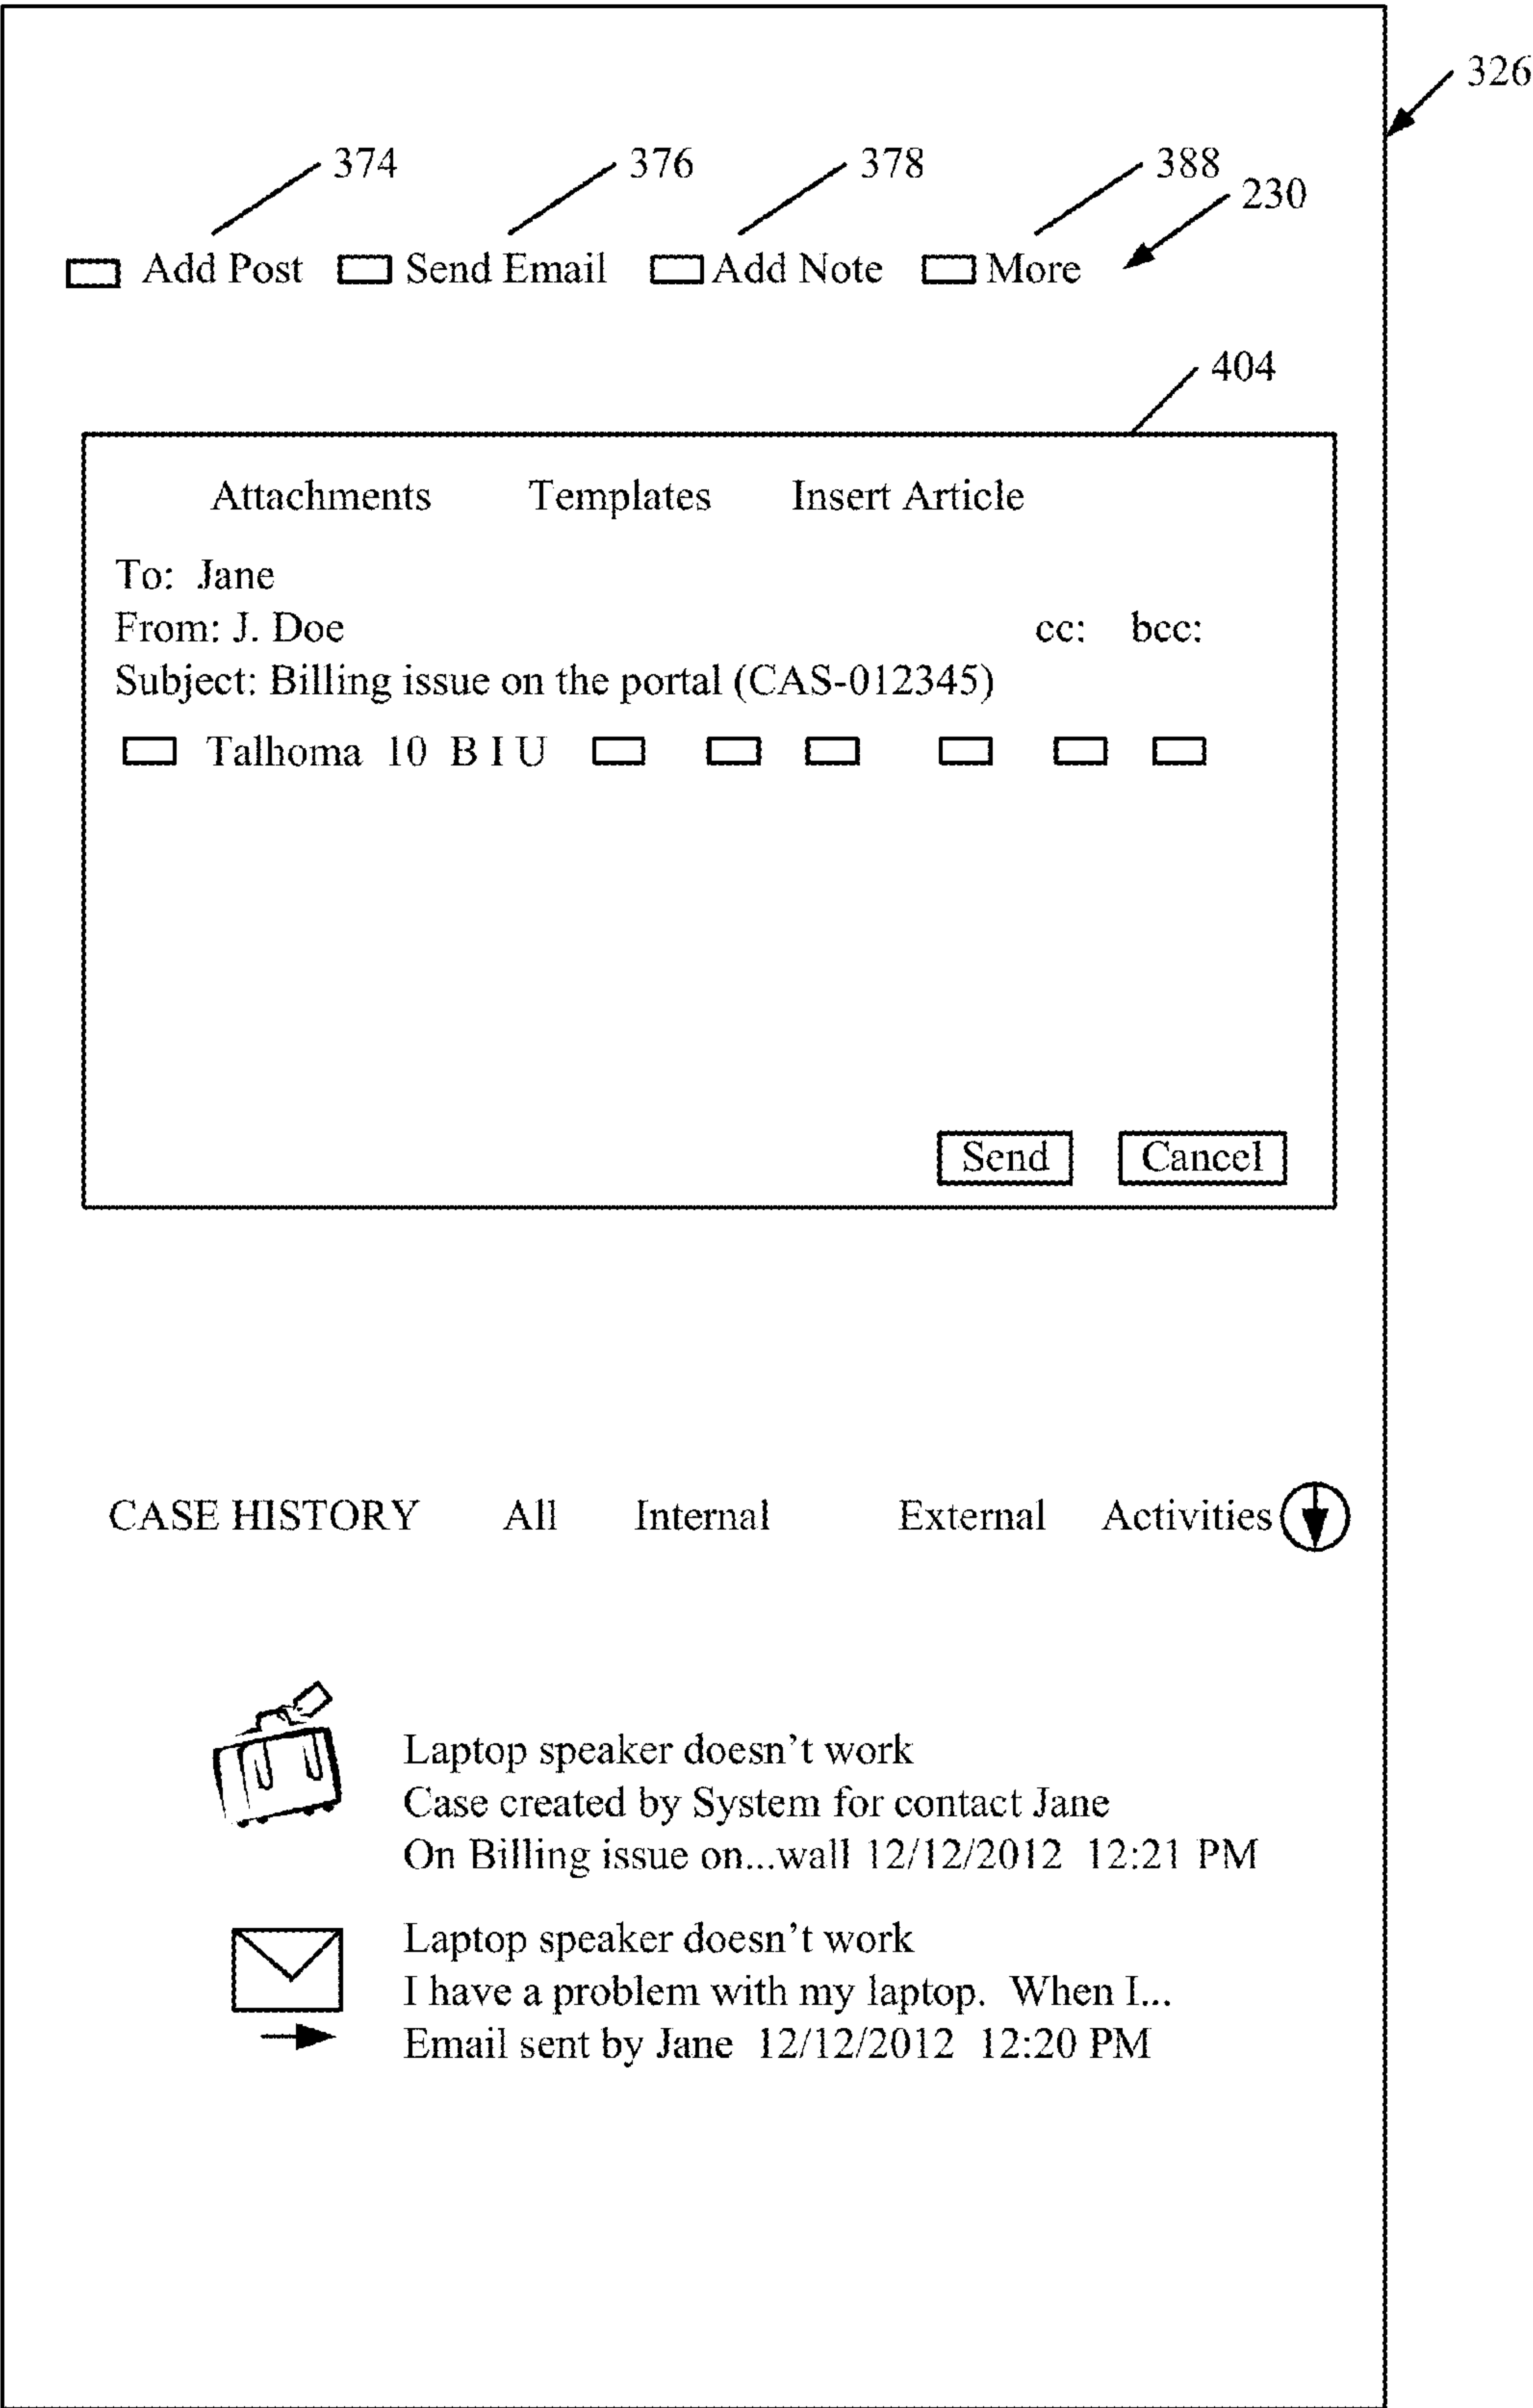 326
374 376 378 388
230
Add Post Send Email Add Note More
404
Attachments Templates Insert Article
To: Jane
From: J. Doe cc: bcc:
Subject: Billing issue on the portal (CAS-012345)
Talhoma 10 B I U
Send Cancel
CASE HISTORY All Internal External Activities
Laptop speaker doesn’t work
Case created by System for contact Jane
On Billing issue on...wall 12/12/2012 12:21 PM
Laptop speaker doesn’t work
I have a problem with my laptop. When I...
Email sent by Jane 12/12/2012 12:20 PM